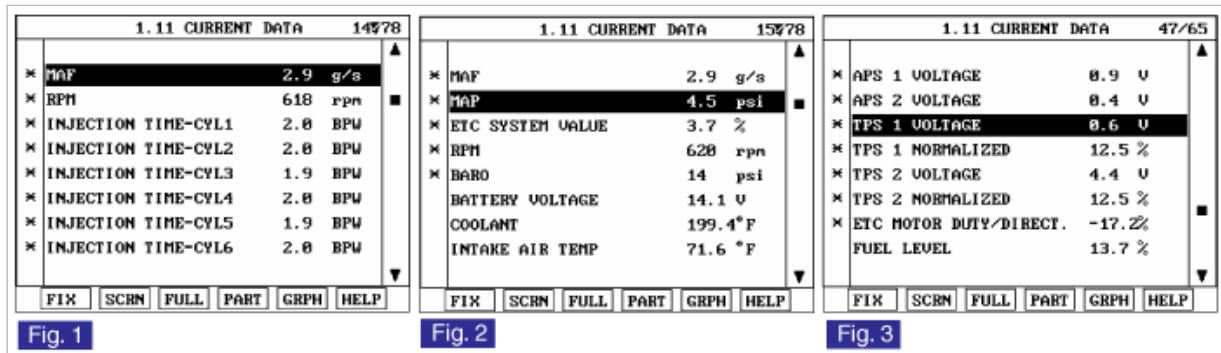 1.11 CURRENT DATA 14▼78
* MAF 2.9 g/s
* RPM 618 rpm
* INJECTION TIME-CYL1 2.0 BPW
* INJECTION TIME-CYL2 2.0 BPW
* INJECTION TIME-CYL3 1.9 BPW
* INJECTION TIME-CYL4 2.0 BPW
* INJECTION TIME-CYL5 1.9 BPW
* INJECTION TIME-CYL6 2.0 BPW
FIX SCRN FULL PART GRPH HELP
Fig. 1
1.11 CURRENT DATA 15▼78
* MAF 2.9 g/s
* MAP 4.5 psi
* ETC SYSTEM VALUE 3.7 %
* RPM 620 rpm
* BARO 14 psi
BATTERY VOLTAGE 14.1 V
COOLANT 199.4°F
INTAKE AIR TEMP 71.6 °F
FIX SCRN FULL PART GRPH HELP
Fig. 2
1.11 CURRENT DATA 47/65
* APS 1 VOLTAGE 0.9 V
* APS 2 VOLTAGE 0.4 V
* TPS 1 VOLTAGE 0.6 V
* TPS 1 NORMALIZED 12.5 %
* TPS 2 VOLTAGE 4.4 V
* TPS 2 NORMALIZED 12.5 %
* ETC MOTOR DUTY/DIRECT. -17.2%
FUEL LEVEL 13.7 %
FIX SCRN FULL PART GRPH HELP
Fig. 3